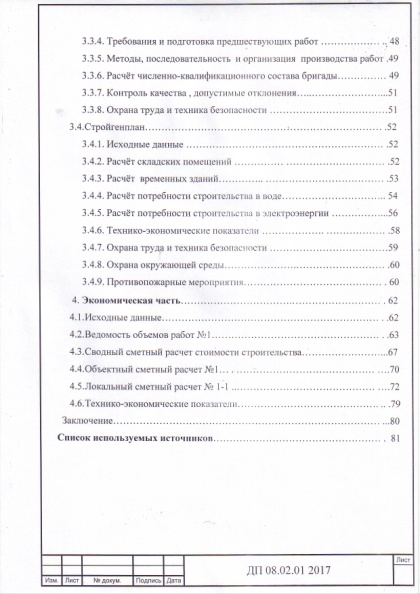 3.3.4. Требования и подготовка предшествующих работ ……………… .. 48
3.3.5. Методы, последовательность и организация производства работ .49
3.3.6. Расчёт численно-квалификационного состава бригады………… 49
3.3.7. Контроль качества , допустимые отклонения…..…………………..51
3.3.8. Охрана труда и техника безопасности …………………………….51
3.4.Стройгенплан……………………………………………………………….52
3.4.1. Исходные данные …………………………………………………….52
3.4.2. Расчёт складских помещений ……………………………………..52
3.4.3. Расчёт временных зданий…………..……………………………….53
3.4.4. Расчёт потребности строительства в воде……………………….. 54
3.4.5. Расчёт потребности строительства в электроэнергии …………...56
3.4.6. Технико-экономические показатели …………………………… . 58
3.4.7. Охрана труда и техника безопасности ……………………………59
3.4.8. Охрана окружающей среды……………………………………….60
3.4.9. Противопожарные мероприятия………………………………… . 60
4. Экономическая часть……………………………………………… . 62
4.1.Исходные данные……………………………………………………….62
4.2.Ведомость объемов работ №1…………………………………………63
4.3.Сводный сметный расчет стоимости строительства………………..67
4.4.Объектный сметный расчет №1… . ……………………………… .. 70
4.5.Локальный сметный расчет № 1-1 ……………………………… .. 72
4.6.Технико-экономические показатели………………………………..79
Заключение……………………………………………………………………...80
Список используемых источников……………………………………… . 81
Изм. Лист № докум. Подпись Дата
ДП 08.02.01 2017
Лист